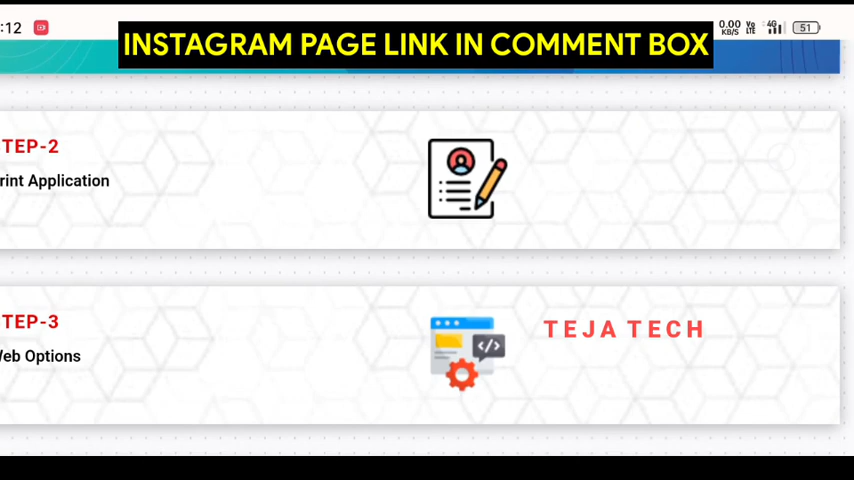 :12
INSTAGRAM PAGE LINK IN COMMENT BOX
0.00 KB/S Vo LTE 4G 51
TEP-2
rint Application
TEP-3
Web Options
TEJA TECH